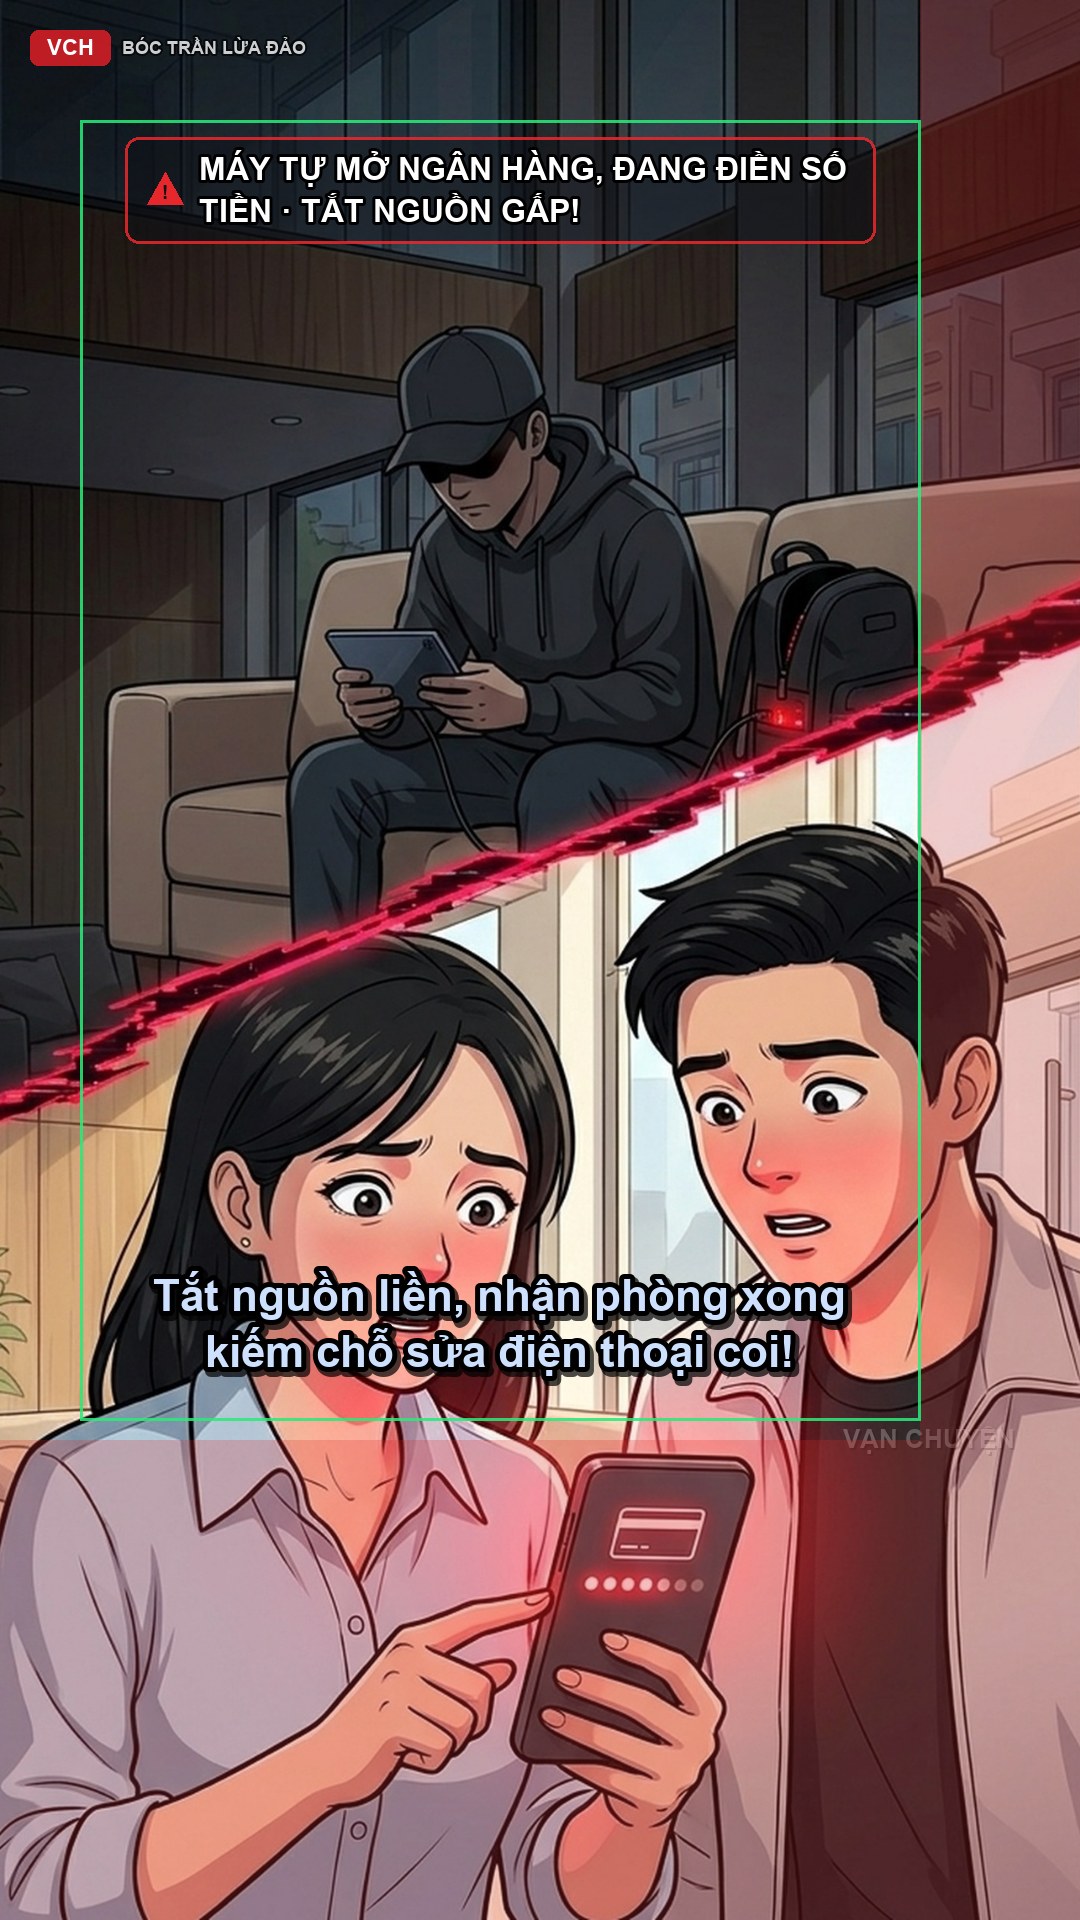 VCH BÓC TRẦN LỪA ĐẢO
MÁY TỰ MỞ NGÂN HÀNG, ĐANG ĐIỀN SỐ
TIỀN · TẮT NGUỒN GẤP!
Tắt nguồn liền, nhận phòng xong
kiếm chỗ sửa điện thoại coi!
VẠN CHUYỆN